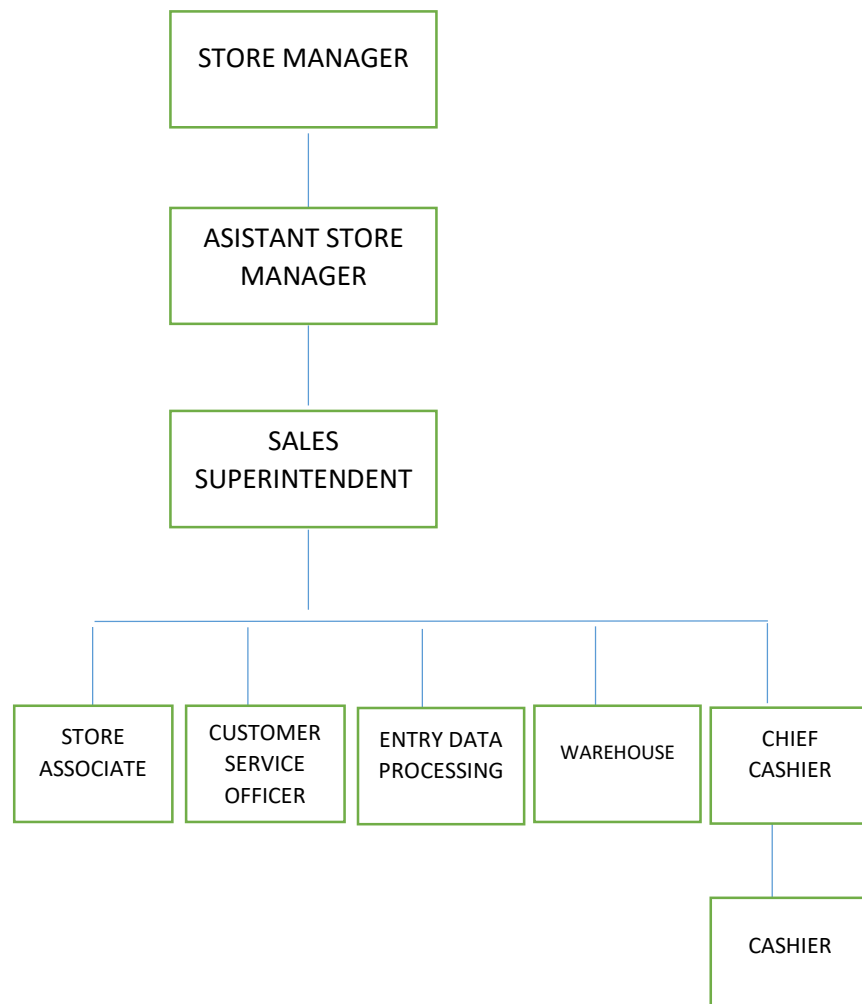 STORE MANAGER
ASISTANT STORE
MANAGER
SALES
SUPERINTENDENT
STORE
ASSOCIATE
CUSTOMER
SERVICE
OFFICER
ENTRY DATA
PROCESSING
WAREHOUSE
CHIEF
CASHIER
CASHIER